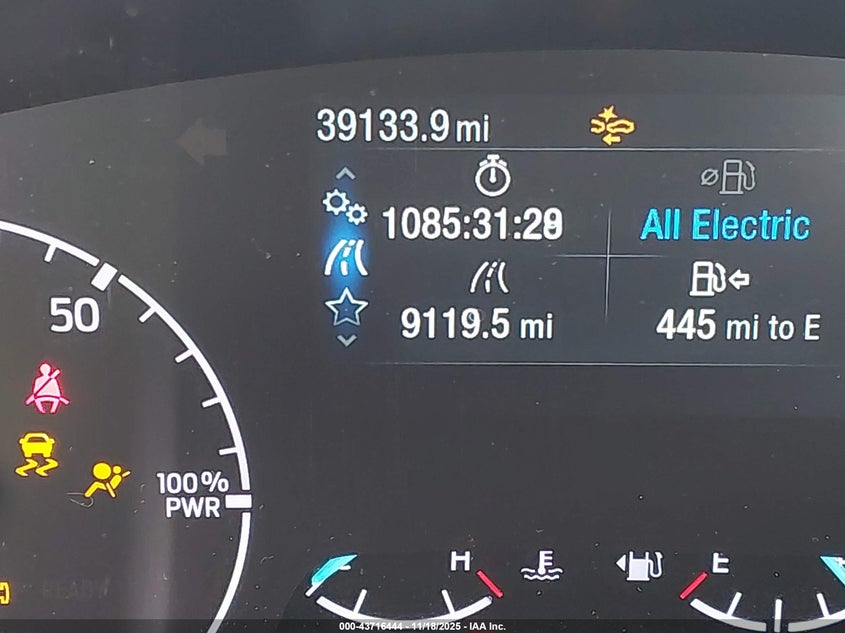 39133.9 mi
1085:31:29
All Electric
9119.5 mi
445 mi to E
50
100%
PWR
READY
H
E
000-43716444 - 11/18/2025 - IAA Inc.